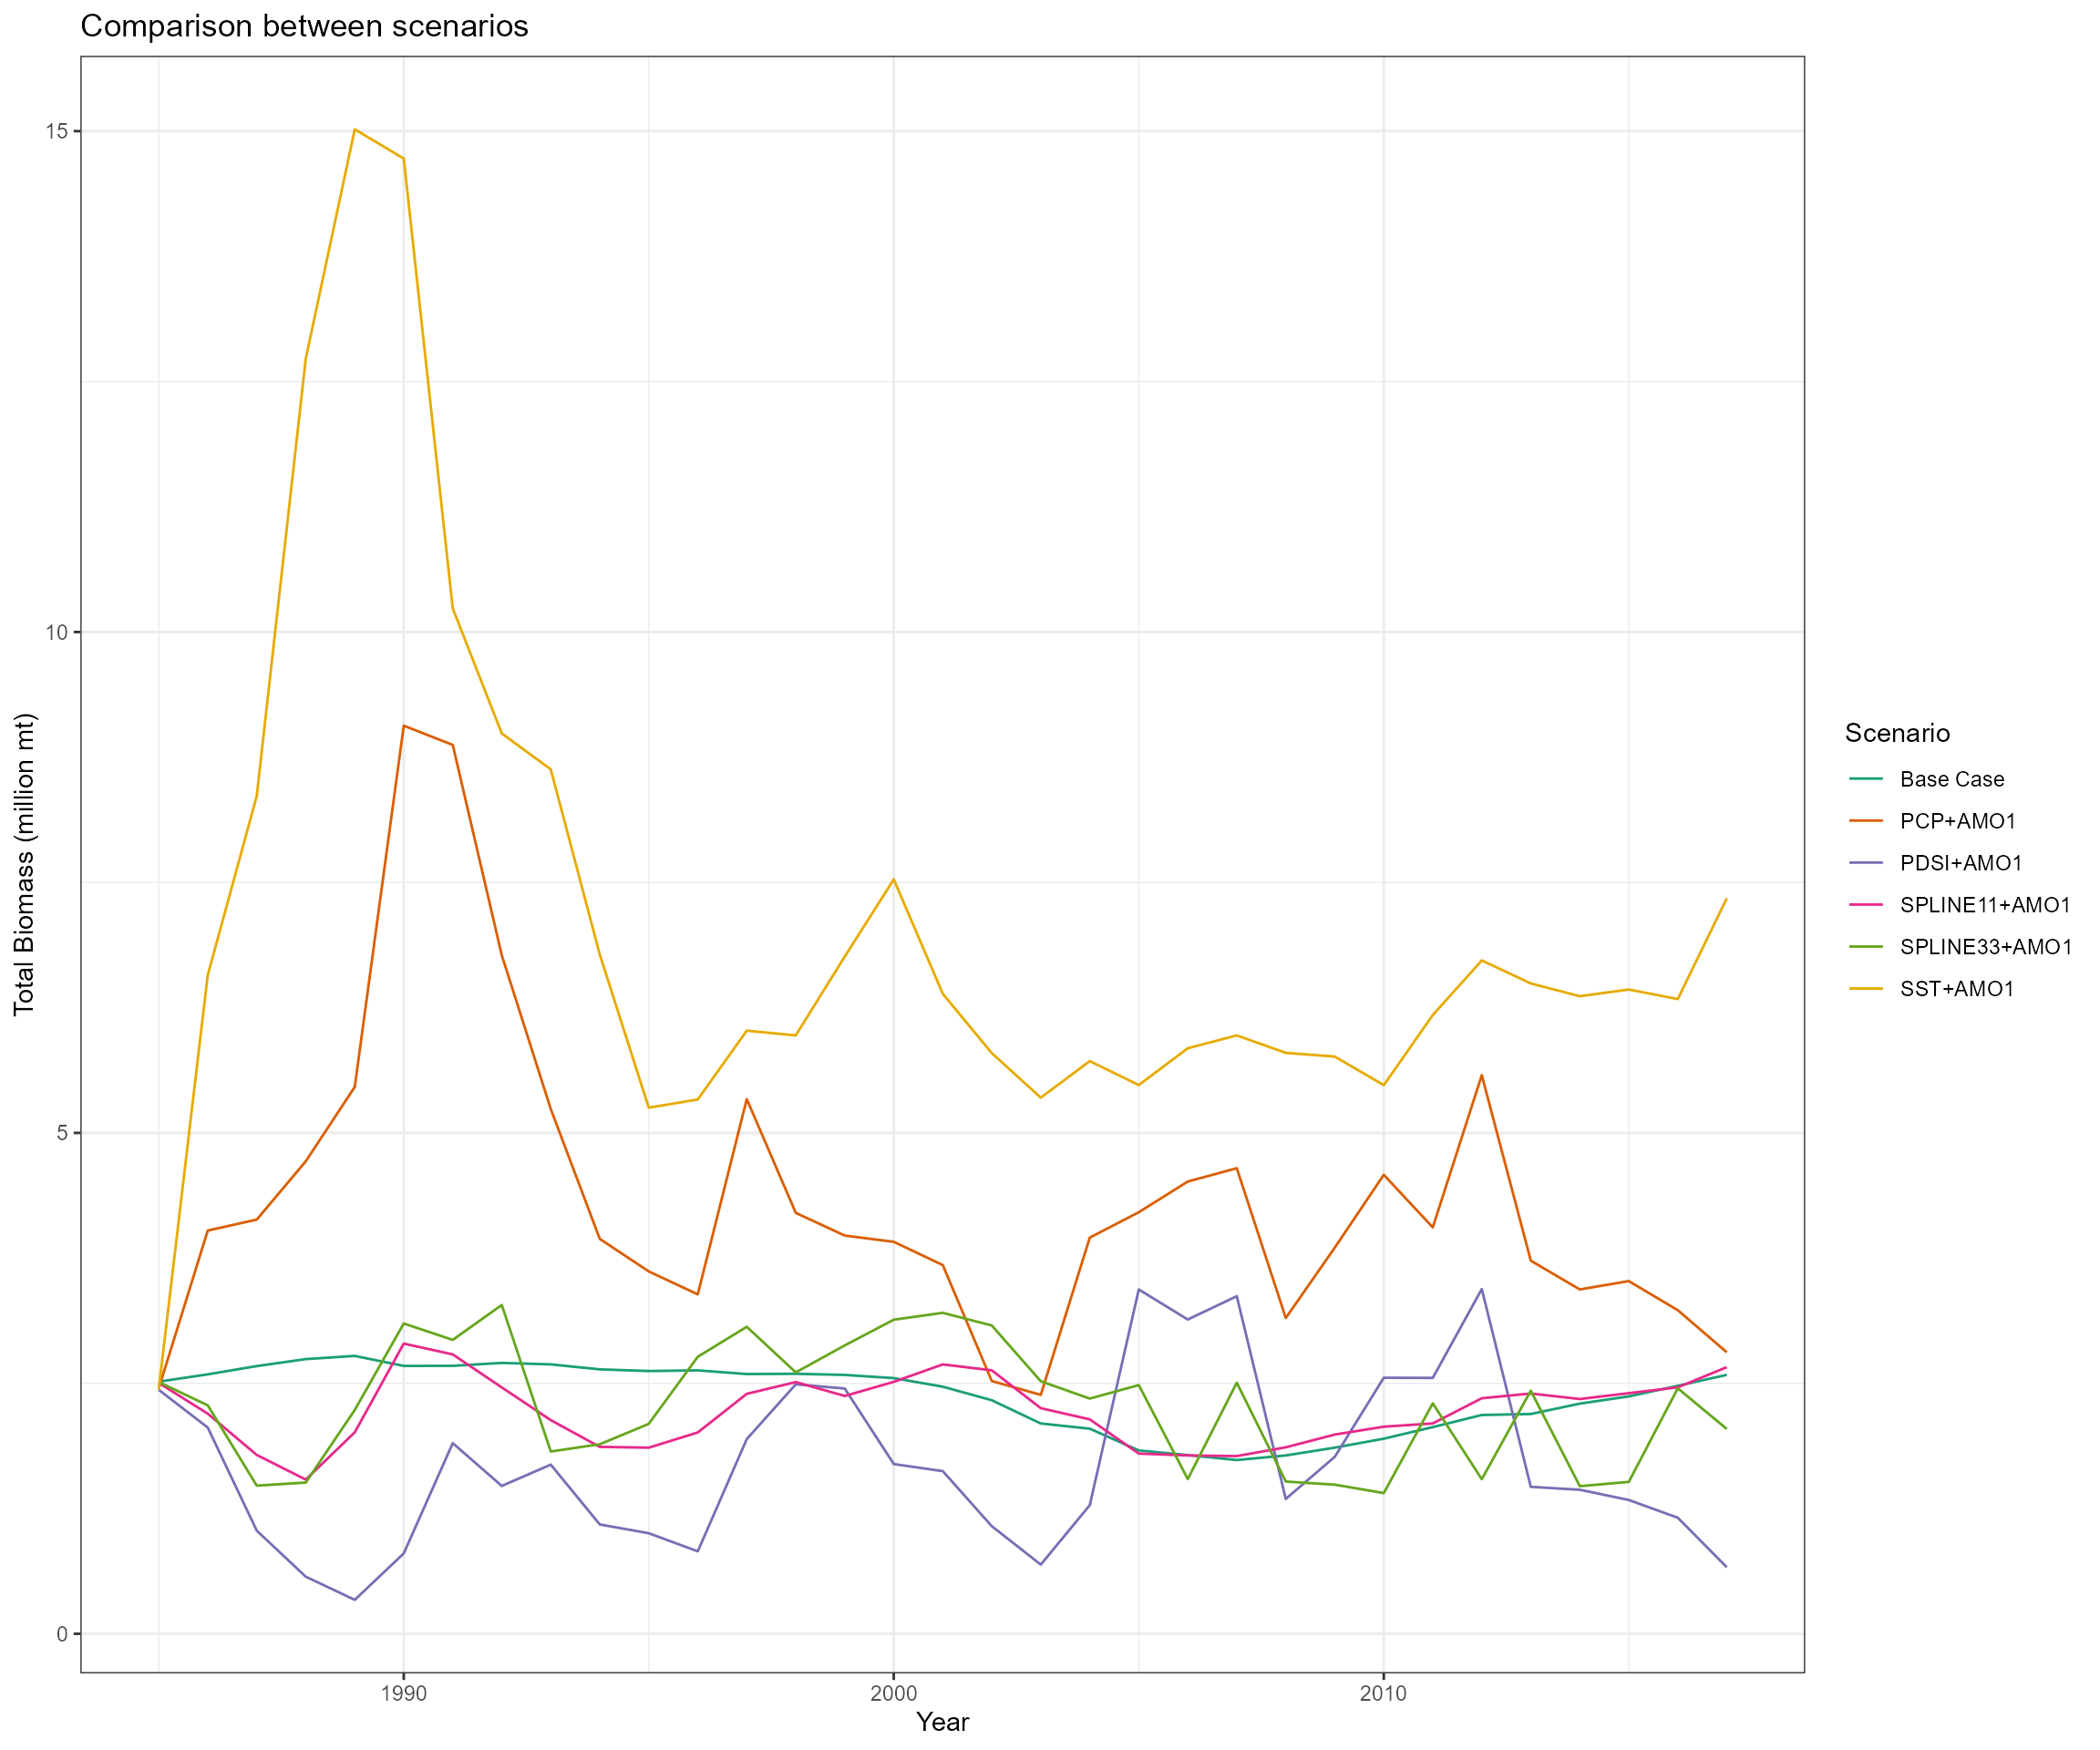 Comparison between scenarios
Total Biomass (million mt)
15
10
5
0
1990
2000
2010
Year
Scenario
Base Case
PCP+AMO1
PDSI+AMO1
SPLINE11+AMO1
SPLINE33+AMO1
SST+AMO1